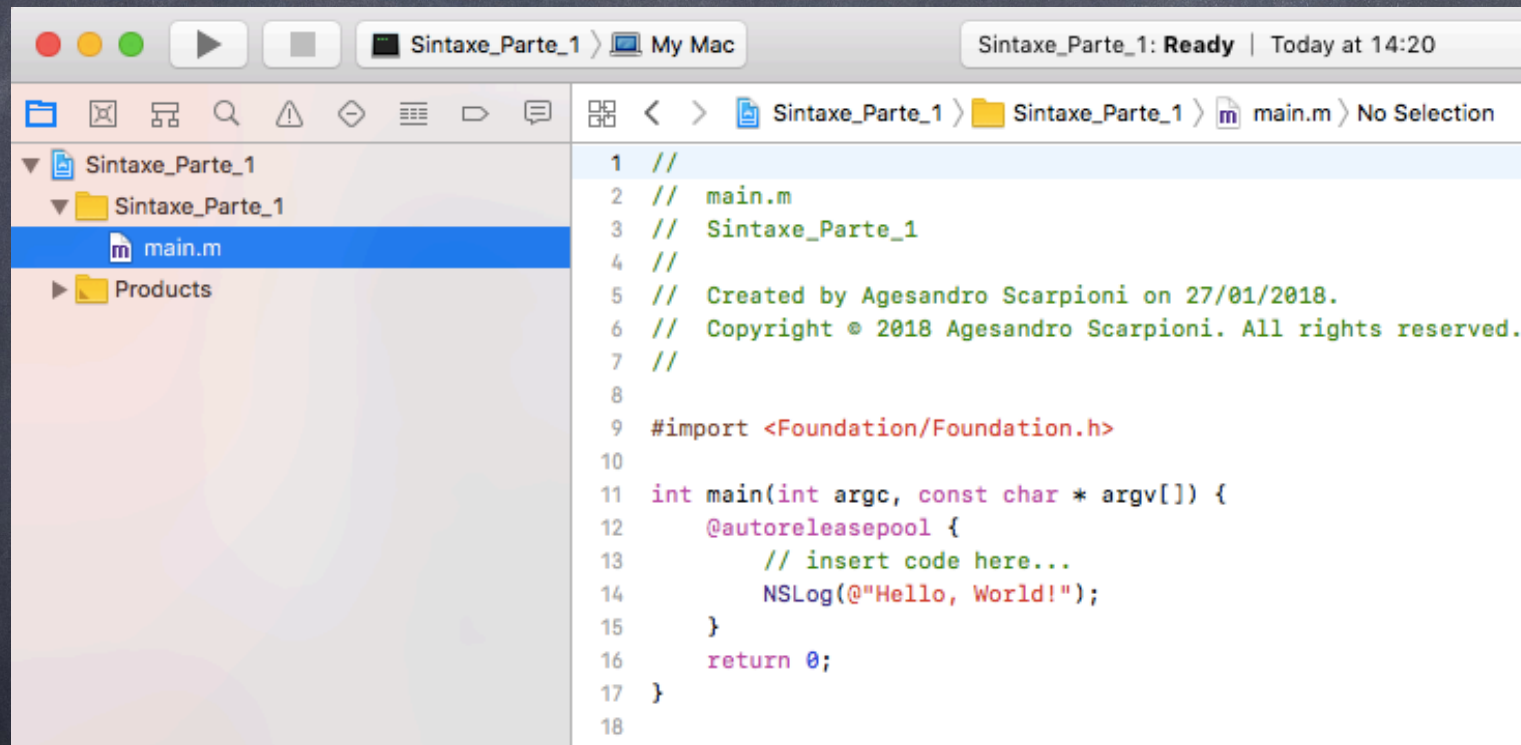 Sintaxe_Parte_1 〉 My Mac
Sintaxe_Parte_1: Ready | Today at 14:20
Sintaxe_Parte_1 〉 Sintaxe_Parte_1 〉 m main.m 〉 No Selection
Sintaxe_Parte_1
Sintaxe_Parte_1
m main.m
Products
1 //
2 //  main.m
3 //  Sintaxe_Parte_1
4 //
5 //  Created by Agesandro Scarpioni on 27/01/2018.
6 //  Copyright © 2018 Agesandro Scarpioni. All rights reserved.
7 //
8
9 #import <Foundation/Foundation.h>
10
11 int main(int argc, const char * argv[]) {
12     @autoreleasepool {
13         // insert code here...
14         NSLog(@"Hello, World!");
15     }
16     return 0;
17 }
18